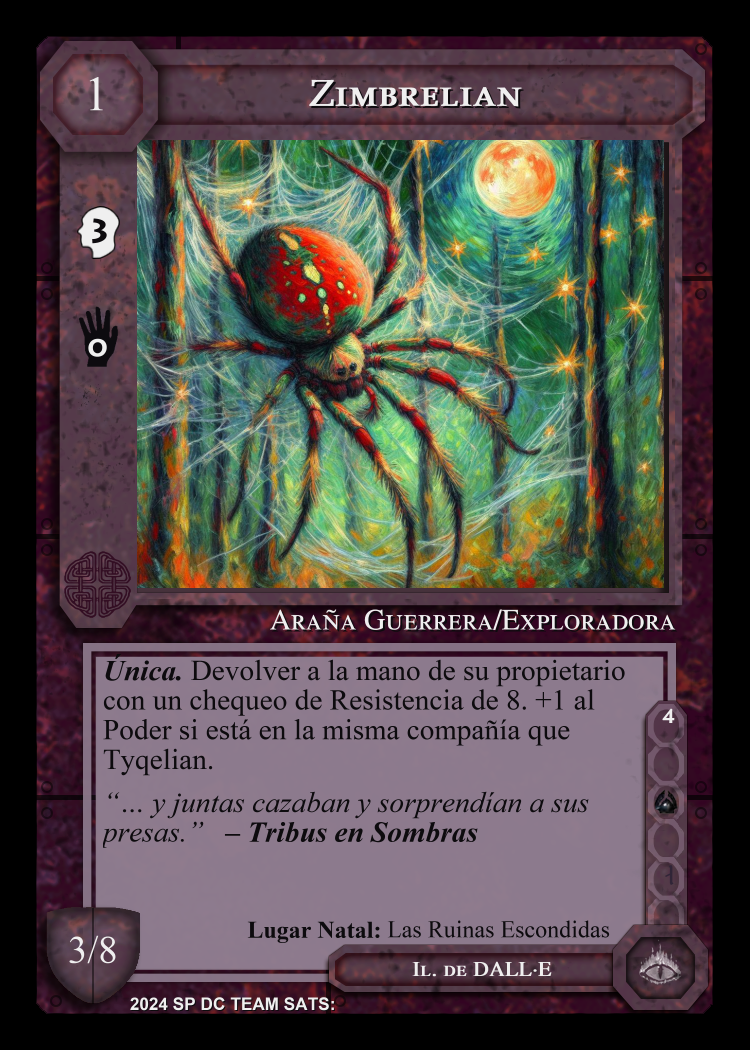 1
Zimbrelian
3
0
Araña Guerrera/Exploradora
Única. Devolver a la mano de su propietario
con un chequeo de Resistencia de 8. +1 al
Poder si está en la misma compañía que
Tyqelian.
4
“… y juntas cazaban y sorprendían a sus
presas.” – Tribus en Sombras
Lugar Natal: Las Ruinas Escondidas
3/8
Il. de DALL·E
2024 SP DC TEAM SATS: